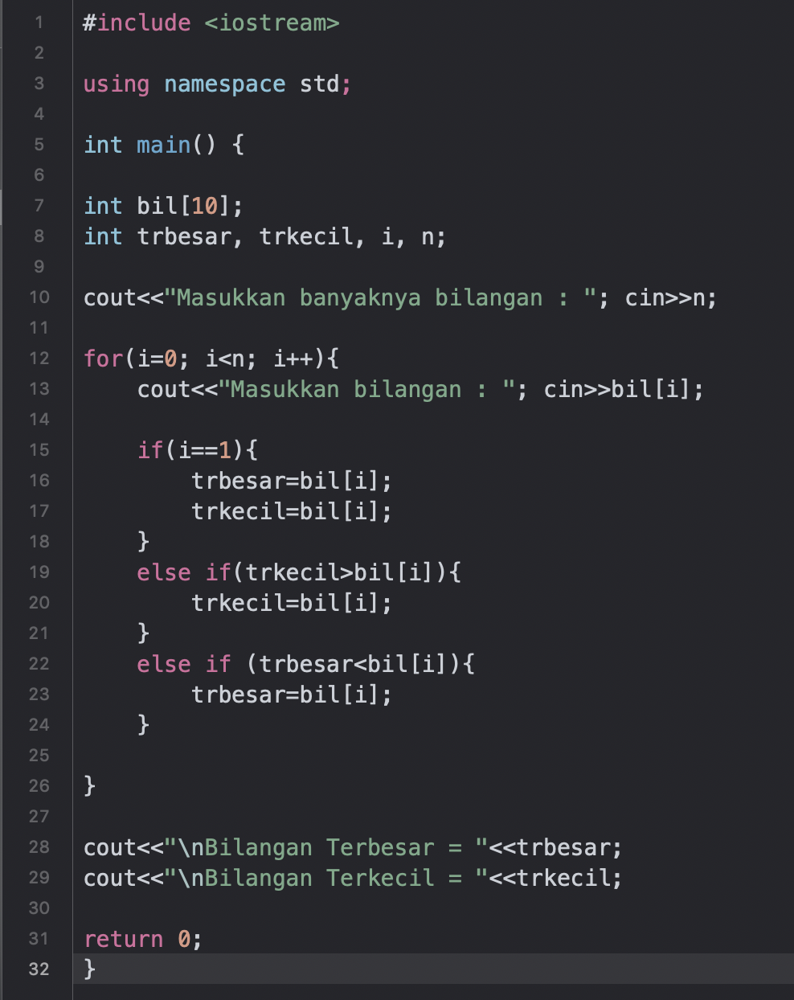 1 #include <iostream>
2
3 using namespace std;
4
5 int main() {
6
7 int bil[10];
8 int trbesar, trkecil, i, n;
9
10 cout<<"Masukkan banyaknya bilangan : "; cin>>n;
11
12 for(i=0; i<n; i++){
13     cout<<"Masukkan bilangan : "; cin>>bil[i];
14
15     if(i==1){
16         trbesar=bil[i];
17         trkecil=bil[i];
18     }
19     else if(trkecil>bil[i]){
20         trkecil=bil[i];
21     }
22     else if (trbesar<bil[i]){
23         trbesar=bil[i];
24     }
25
26 }
27
28 cout<<"\nBilangan Terbesar = "<<trbesar;
29 cout<<"\nBilangan Terkecil = "<<trkecil;
30
31 return 0;
32 }